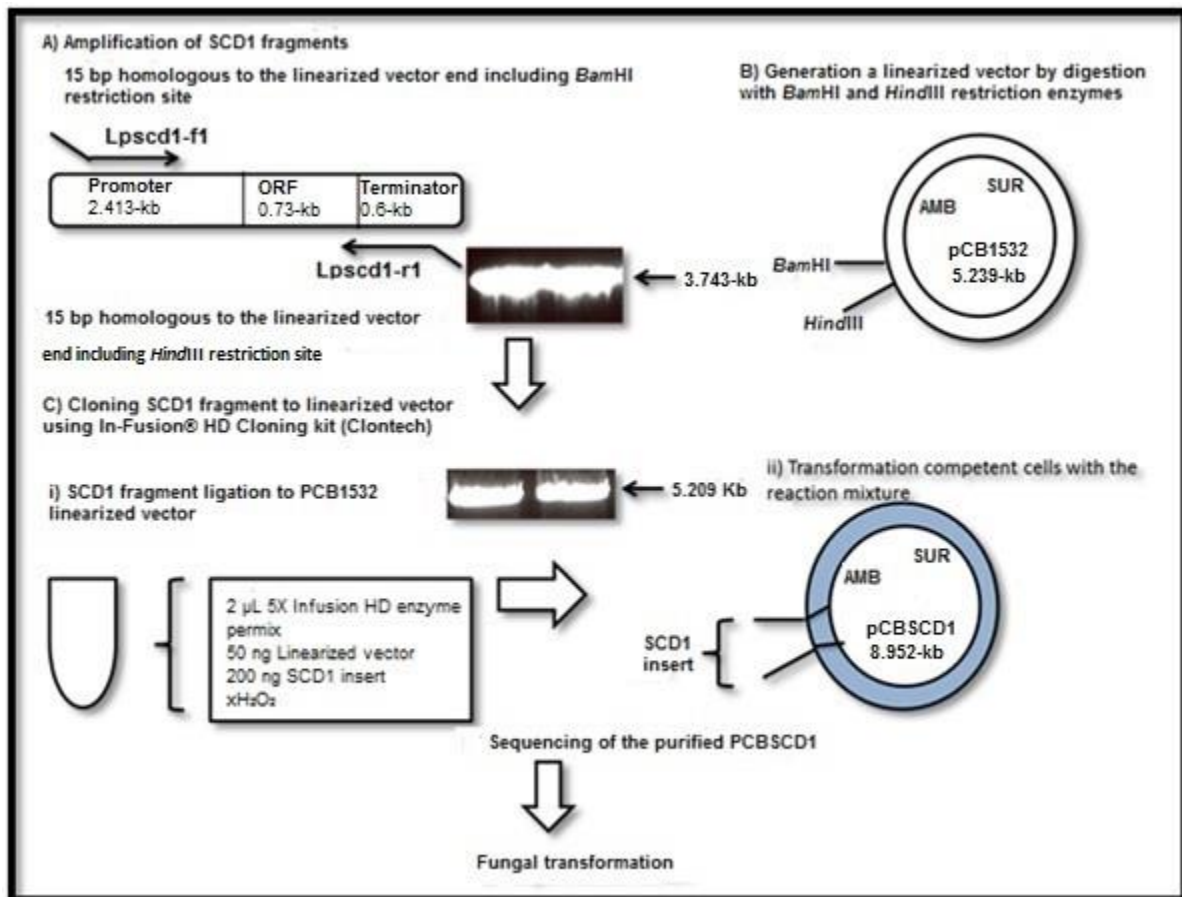 A) Amplification of SCD1 fragments
15 bp homologous to the linearized vector end including BamHI
restriction site
Lpscd1-f1
Promoter
2.413-kb
ORF
0.73-kb
Terminator
0.6-kb
Lpscd1-r1
3.743-kb
15 bp homologous to the linearized vector
end including HindIII restriction site
B) Generation a linearized vector by digestion
with BamHI and HindIII restriction enzymes
SUR
AMB
pCB1532
5.239-kb
BamHI
HindIII
C) Cloning SCD1 fragment to linearized vector
using In-Fusion® HD Cloning kit (Clontech)
i) SCD1 fragment ligation to PCB1532
linearized vector
5.209 Kb
2 µL 5X Infusion HD enzyme
permix
50 ng Linearized vector
200 ng SCD1 insert
xH₂O₂
ii) Transformation competent cells with the
reaction mixture
SUR
AMB
pCBSCD1
8.952-kb
SCD1
insert
Sequencing of the purified PCBSCD1
Fungal transformation